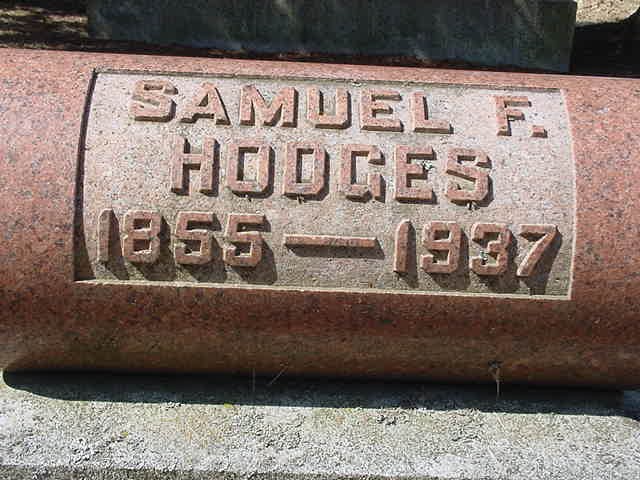 SAMUEL F.
HODGES
1855 — 1937